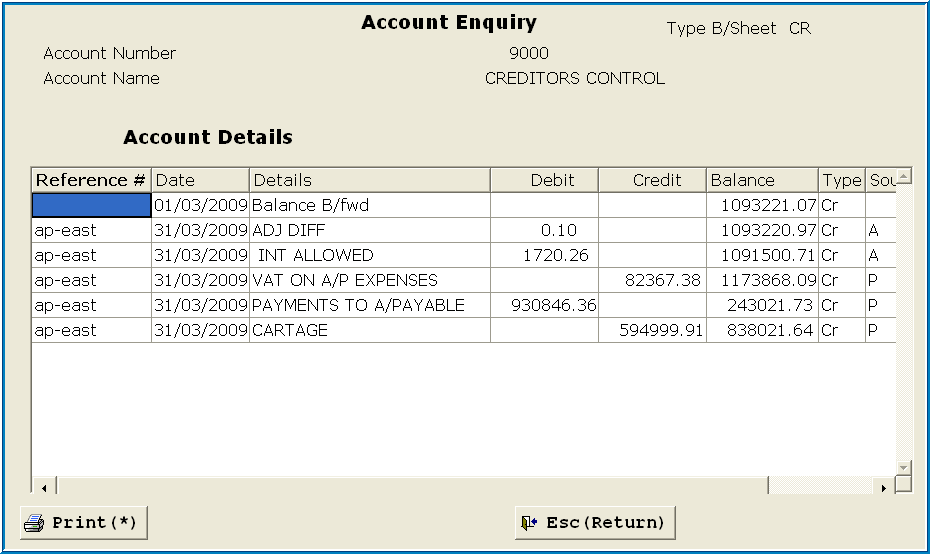 Account Enquiry Type B/Sheet CR
Account Number 9000
Account Name CREDITORS CONTROL
Account Details
Reference # Date Details Debit Credit Balance Type Sou
01/03/2009 Balance B/fwd 1093221.07 Cr
ap-east 31/03/2009 ADJ DIFF 0.10 1093220.97 Cr A
ap-east 31/03/2009 INT ALLOWED 1720.26 1091500.71 Cr A
ap-east 31/03/2009 VAT ON A/P EXPENSES 82367.38 1173868.09 Cr P
ap-east 31/03/2009 PAYMENTS TO A/PAYABLE 930846.36 243021.73 Cr P
ap-east 31/03/2009 CARTAGE 594999.91 838021.64 Cr P
Print(*) Esc(Return)